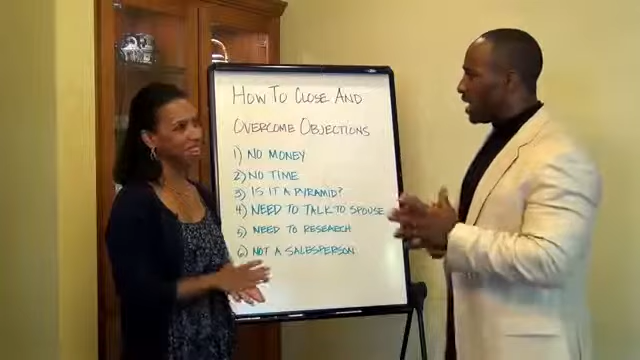 HOW TO CLOSE AND
OVERCOME OBJECTIONS
1) NO MONEY
2) NO TIME
3) IS IT A PYRAMID?
4) NEED TO TALK TO SPOUSE
5) NEED TO RESEARCH
6) NOT A SALESPERSON